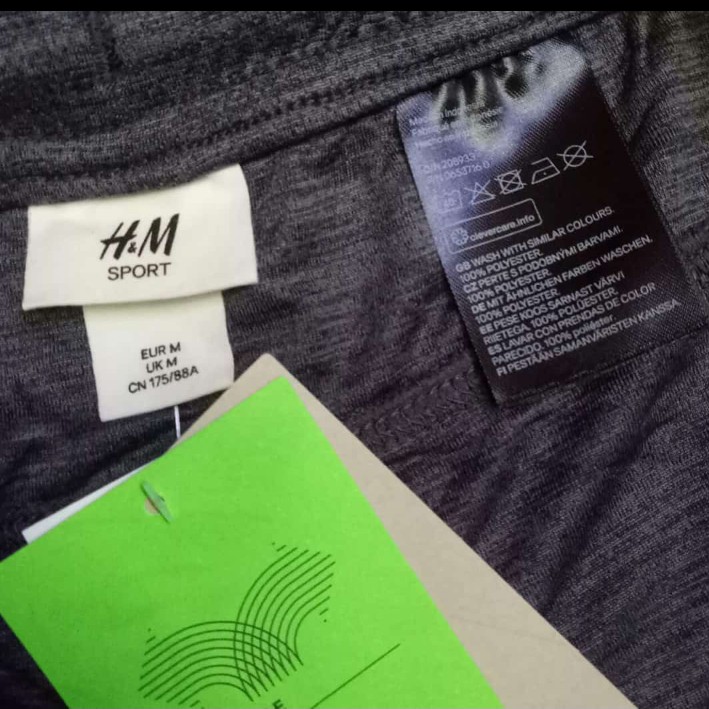 H&M
SPORT
EUR M
UK M
CN 175/88A
clevercare.info
GB WASH WITH SIMILAR COLOURS.
100% POLYESTER.
CZ PEŘTE S PODOBNÝMI BARVAMI.
100% POLYESTER.
DE MIT ÄHNLICHEN FARBEN WASCHEN.
100% POLYESTER.
EE PESE KOOS SARNAST VÄRVI
RIIETEGA. 100% POLÜESTER.
ES LAVAR CON PRENDAS DE COLOR
PARECIDO. 100% poliéster.
FI PESTÄÄN SAMANVÄRISTEN KANSSA.